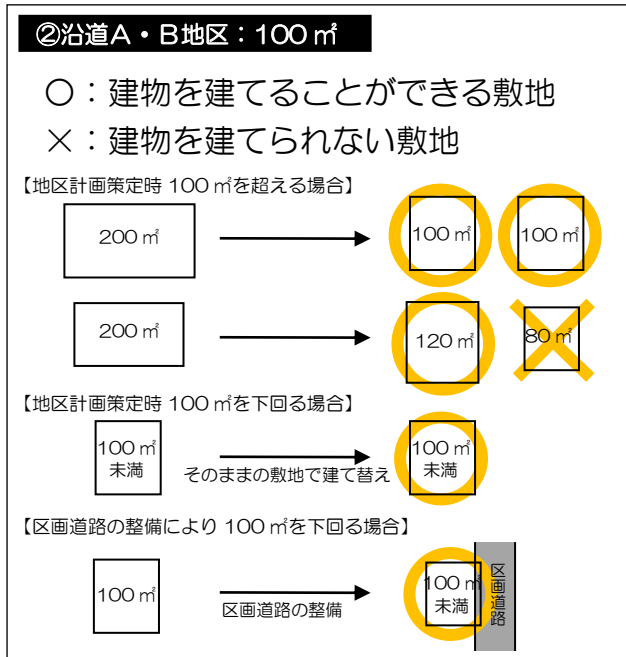 ②沿道A・B地区：100㎡
〇：建物を建てることができる敷地
×：建物を建てられない敷地
【地区計画策定時 100㎡を超える場合】
200㎡
100㎡
100㎡
200㎡
120㎡
80㎡
【地区計画策定時 100㎡を下回る場合】
100㎡
未満
そのままの敷地で建て替え
100㎡
未満
【区画道路の整備により 100㎡を下回る場合】
100㎡
区画道路の整備
100㎡
未満
区画道路